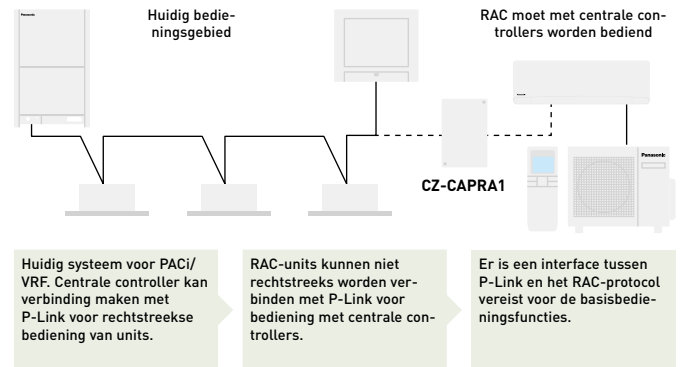 Panasonic
Huidig bedie-
ningsgebied
RAC moet met centrale con-
trollers worden bediend
CZ-CAPRA1
Panasonic
Huidig systeem voor PACi/
VRF. Centrale controller kan
verbinding maken met
P-Link voor rechtstreekse
bediening van units.
RAC-units kunnen niet
rechtstreeks worden ver-
binden met P-Link voor
bediening met centrale con-
trollers.
Er is een interface tussen
P-Link en het RAC-protocol
vereist voor de basisbedie-
ningsfuncties.